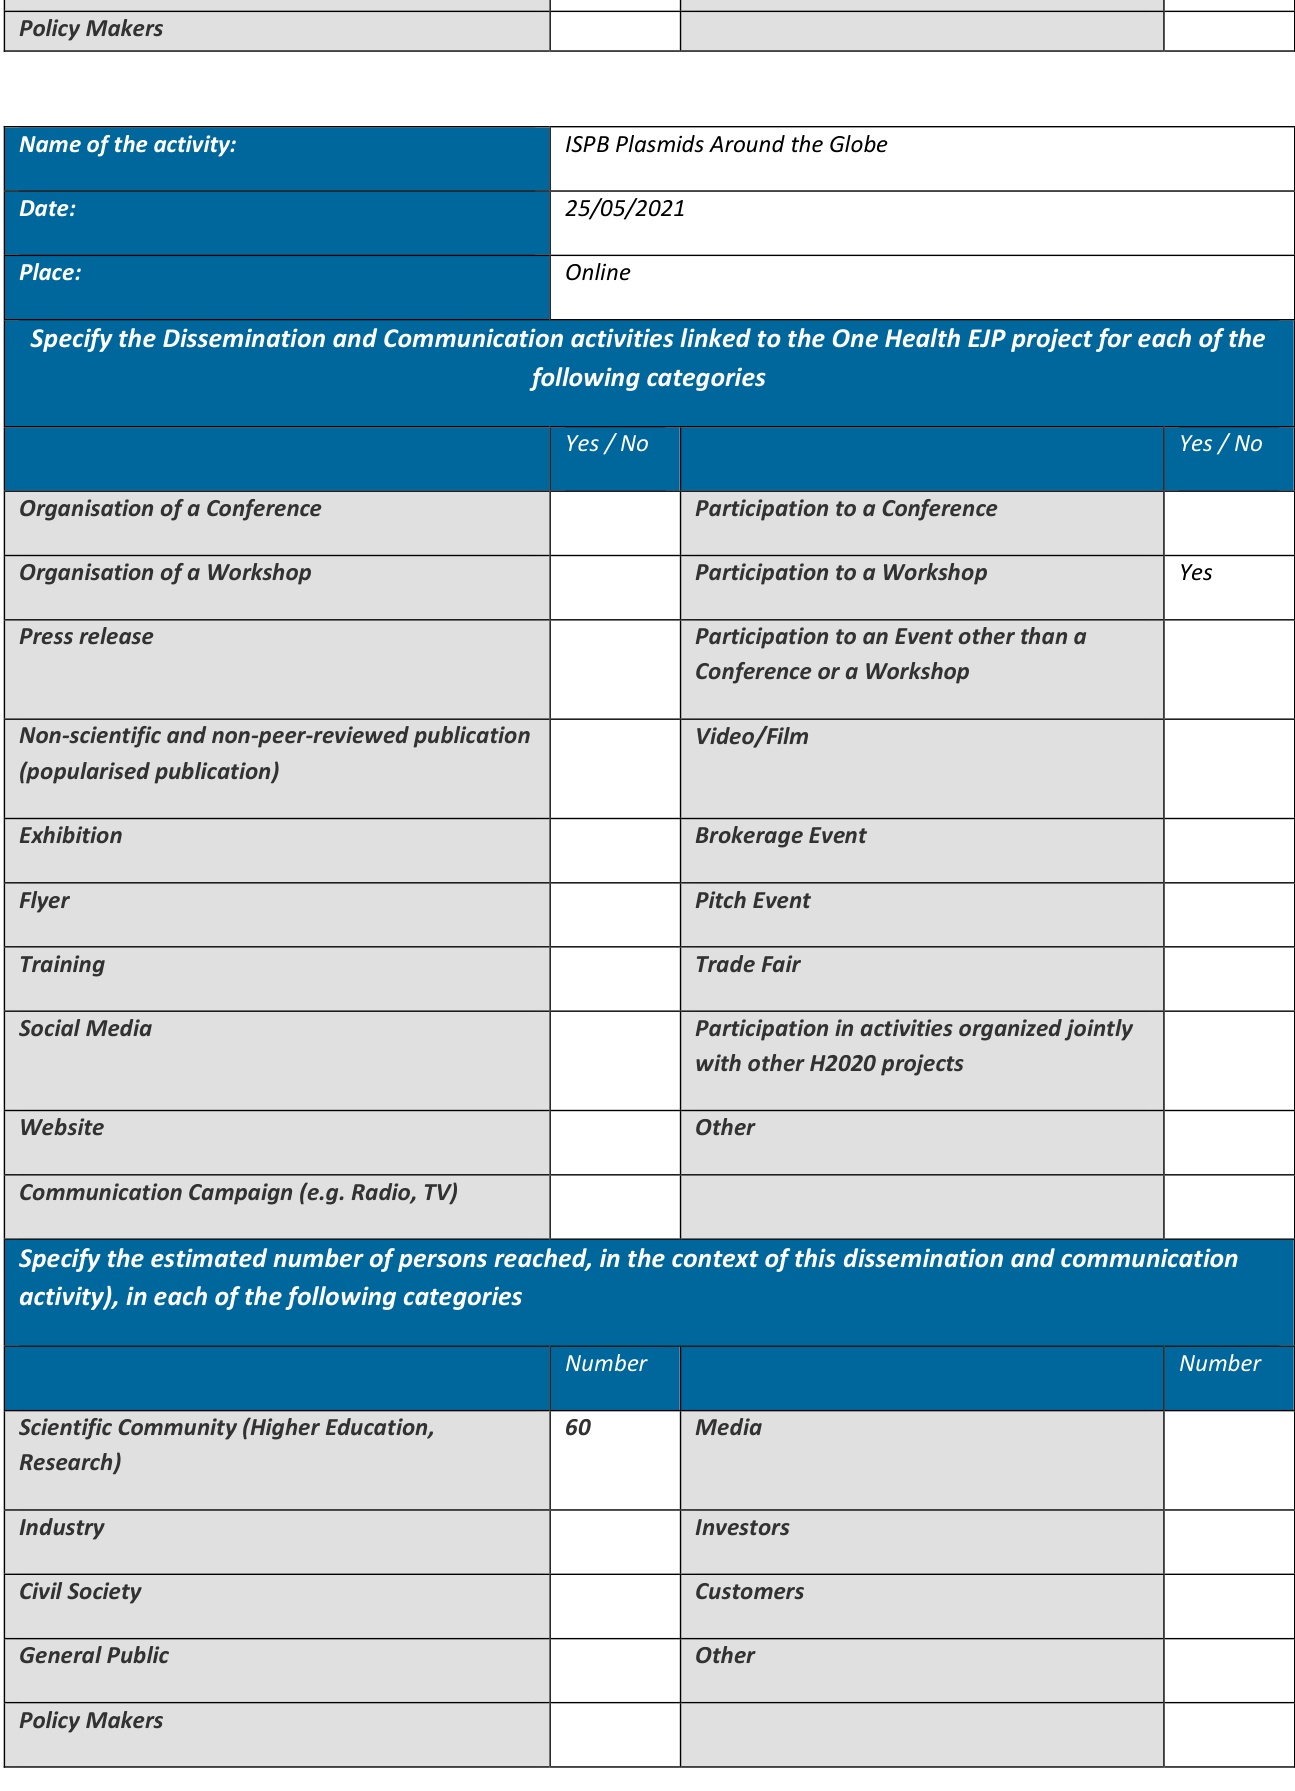 Policy Makers
Name of the activity: ISPB Plasmids Around the Globe
Date: 25/05/2021
Place: Online
Specify the Dissemination and Communication activities linked to the One Health EJP project for each of the
following categories
Yes / No Yes / No
Organisation of a Conference Participation to a Conference
Organisation of a Workshop Participation to a Workshop Yes
Press release Participation to an Event other than a
Conference or a Workshop
Non-scientific and non-peer-reviewed publication Video/Film
(popularised publication)
Exhibition Brokerage Event
Flyer Pitch Event
Training Trade Fair
Social Media Participation in activities organized jointly
with other H2020 projects
Website Other
Communication Campaign (e.g. Radio, TV)
Specify the estimated number of persons reached, in the context of this dissemination and communication
activity), in each of the following categories
Number Number
Scientific Community (Higher Education, 60 Media
Research)
Industry Investors
Civil Society Customers
General Public Other
Policy Makers